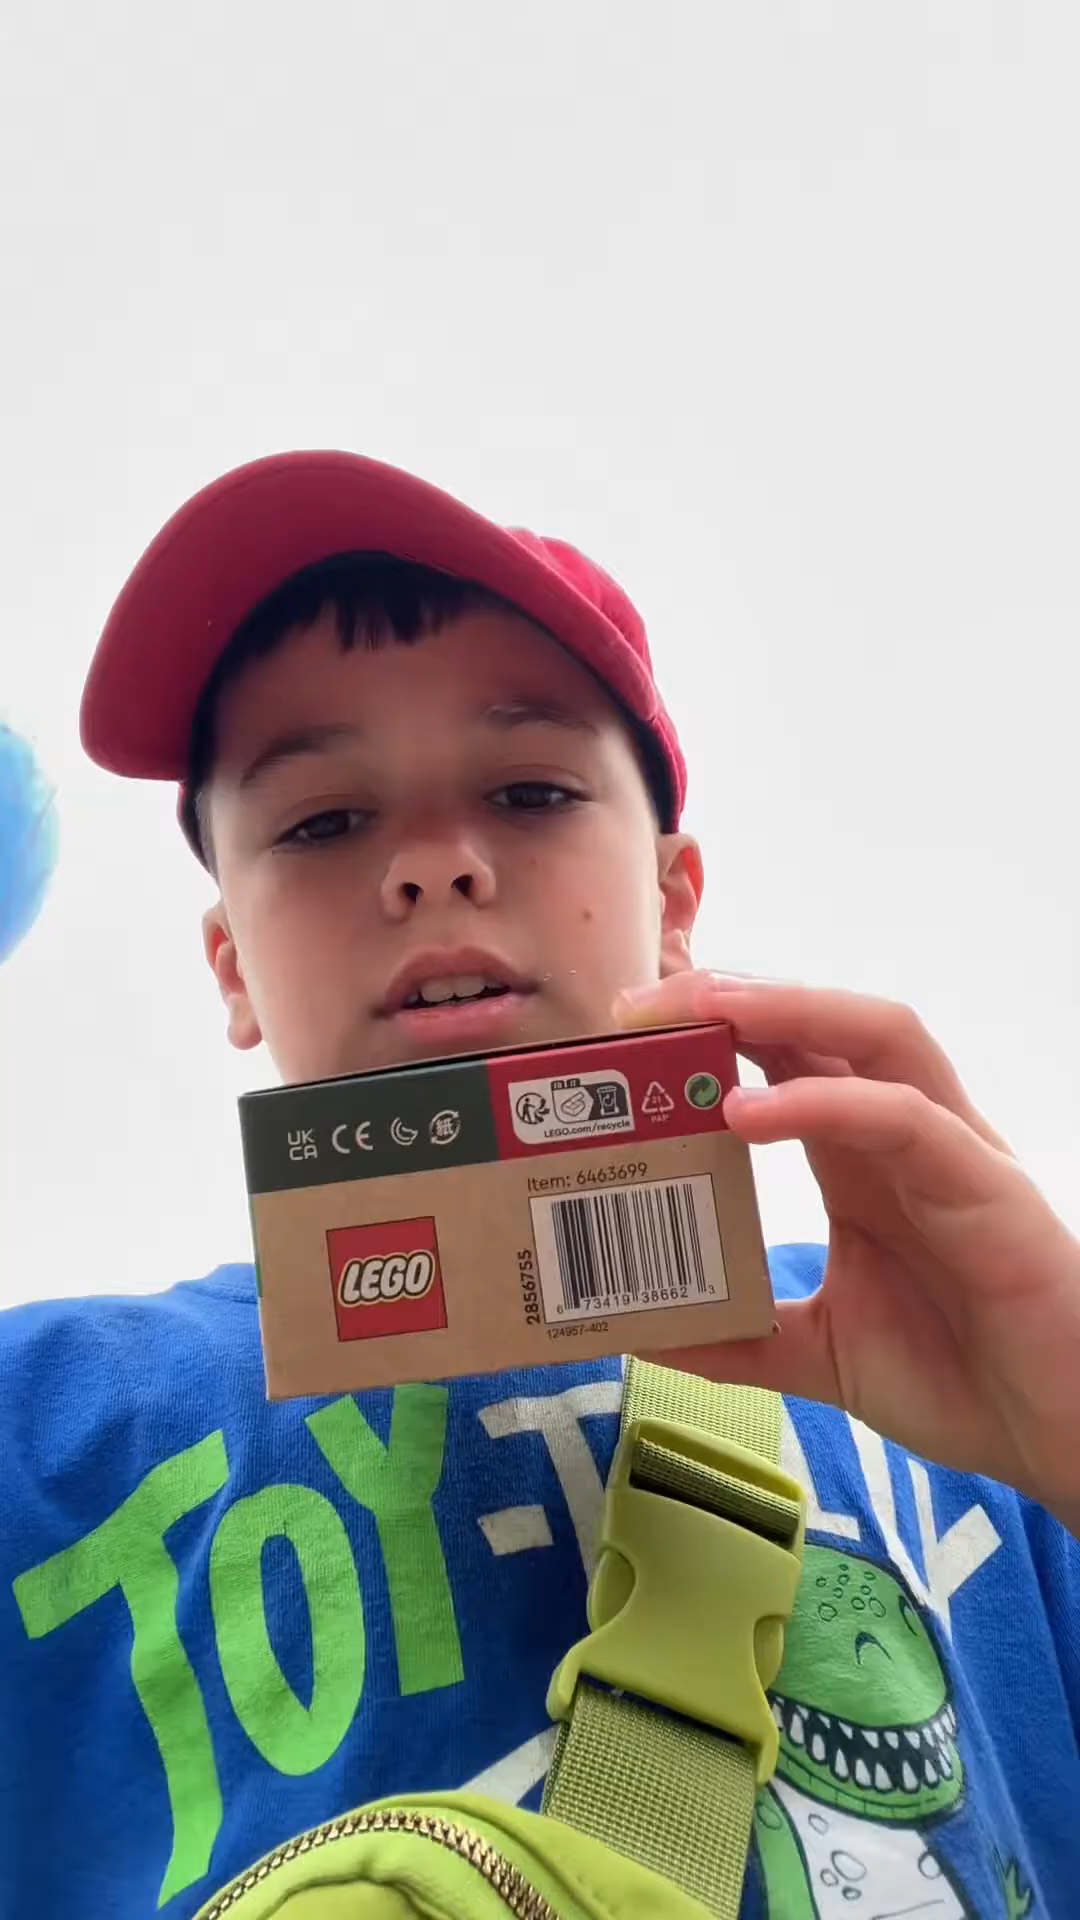 UK
CA
CE
紙
LEGO.com/recycle
21
PAP
Item: 6463699
LEGO
2856755
6 73419 38662 3
124957-402
TOY